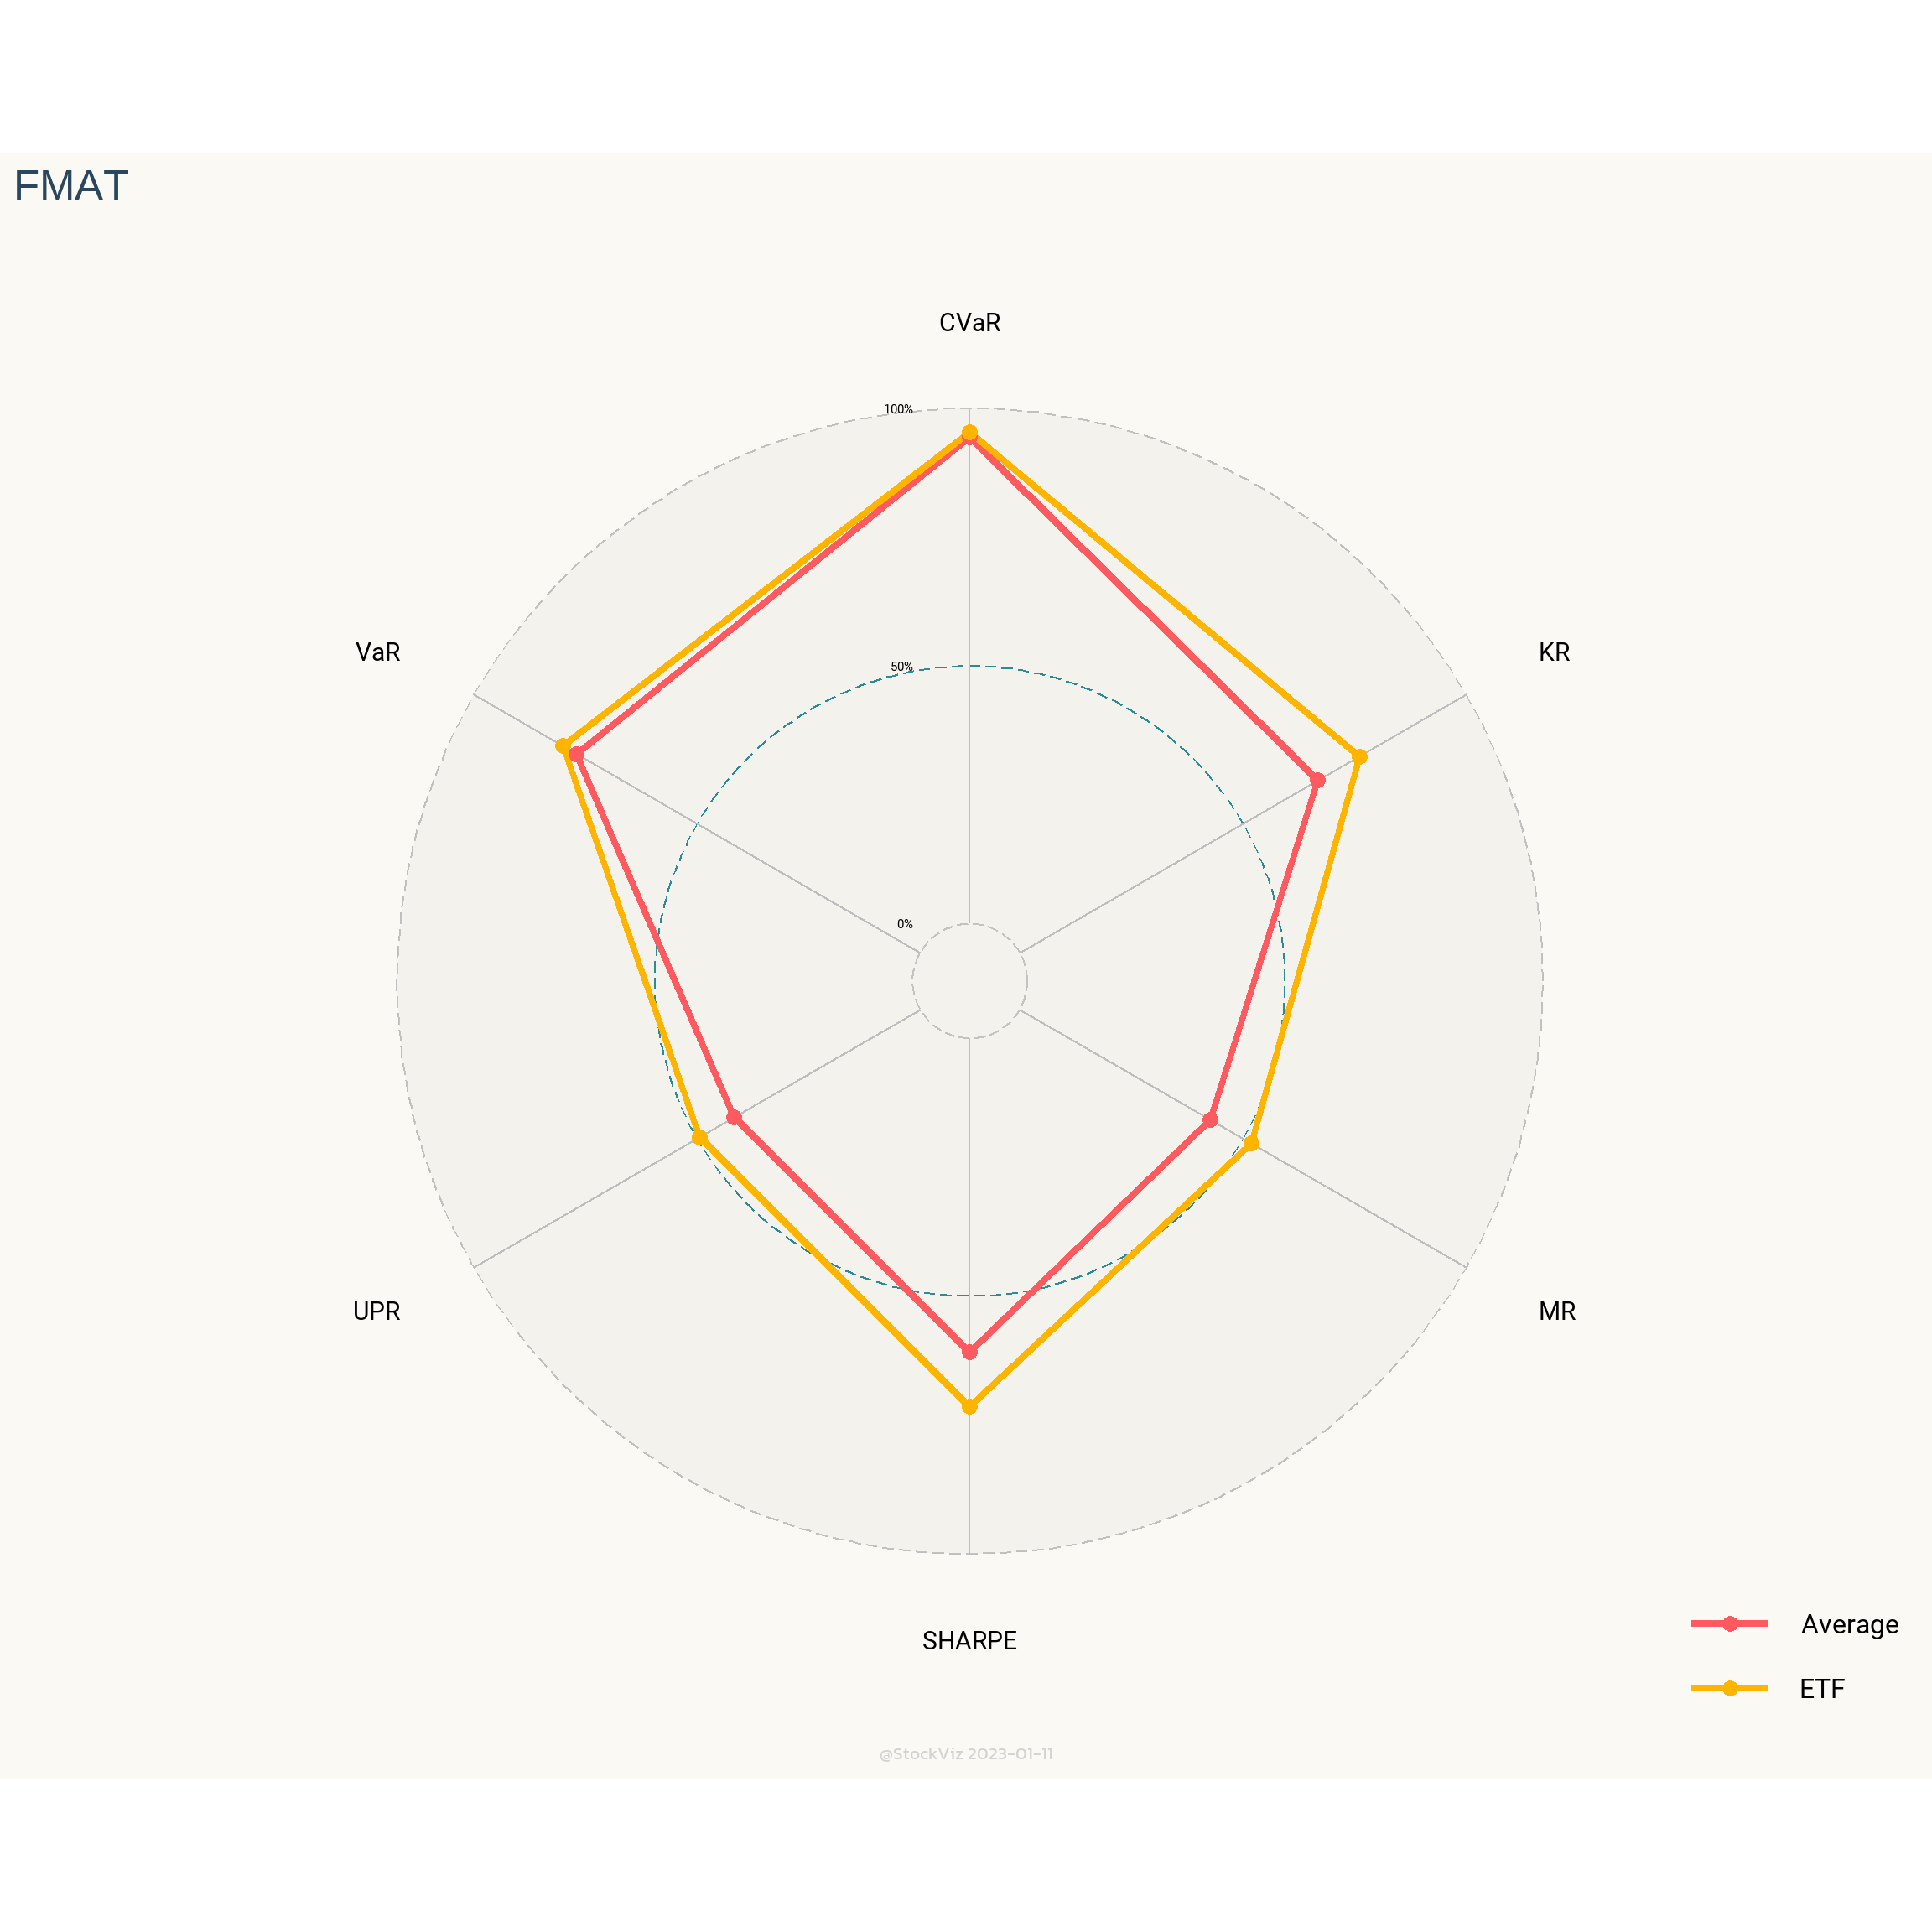 FMAT
CVaR
100%
VaR
KR
50%
0%
UPR
MR
SHARPE
Average
ETF
@StockViz 2023-01-11